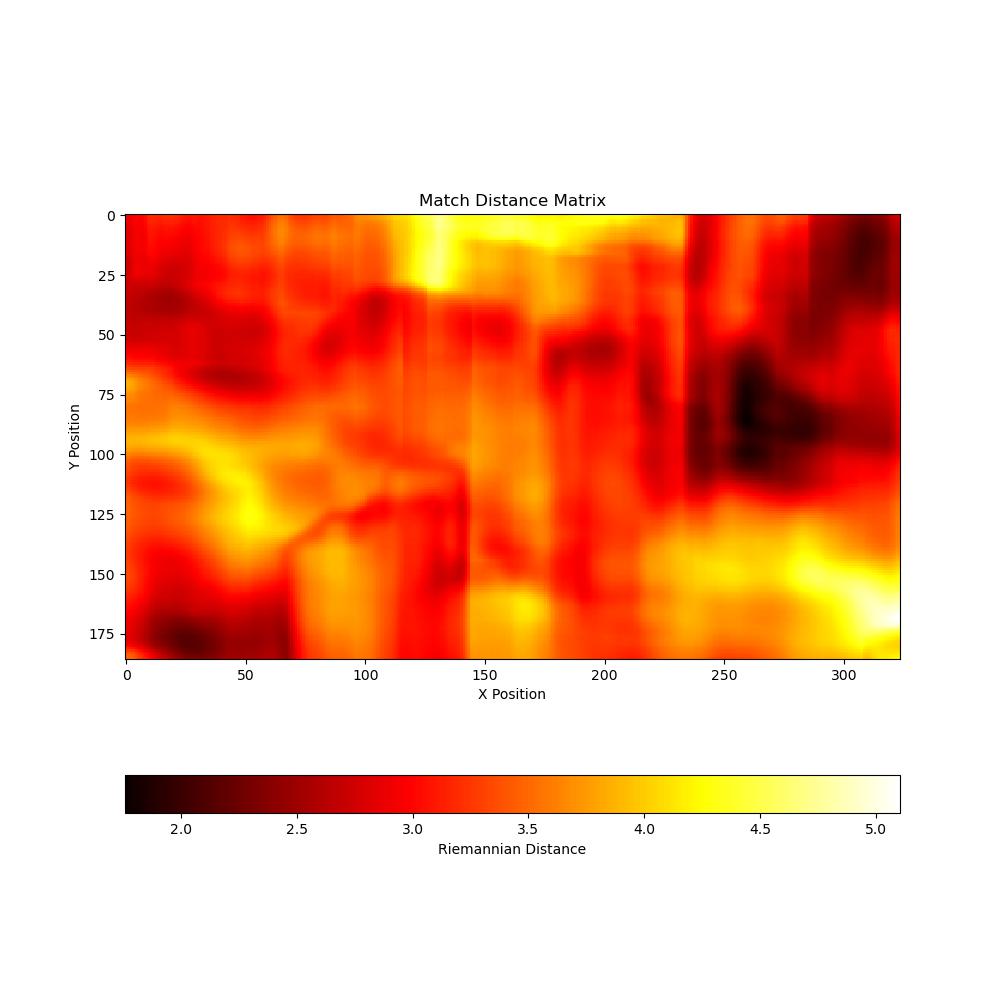 Match Distance Matrix
0
25
50
75
100
125
150
175
Y Position
0 50 100 150 200 250 300
X Position
2.0 2.5 3.0 3.5 4.0 4.5 5.0
Riemannian Distance